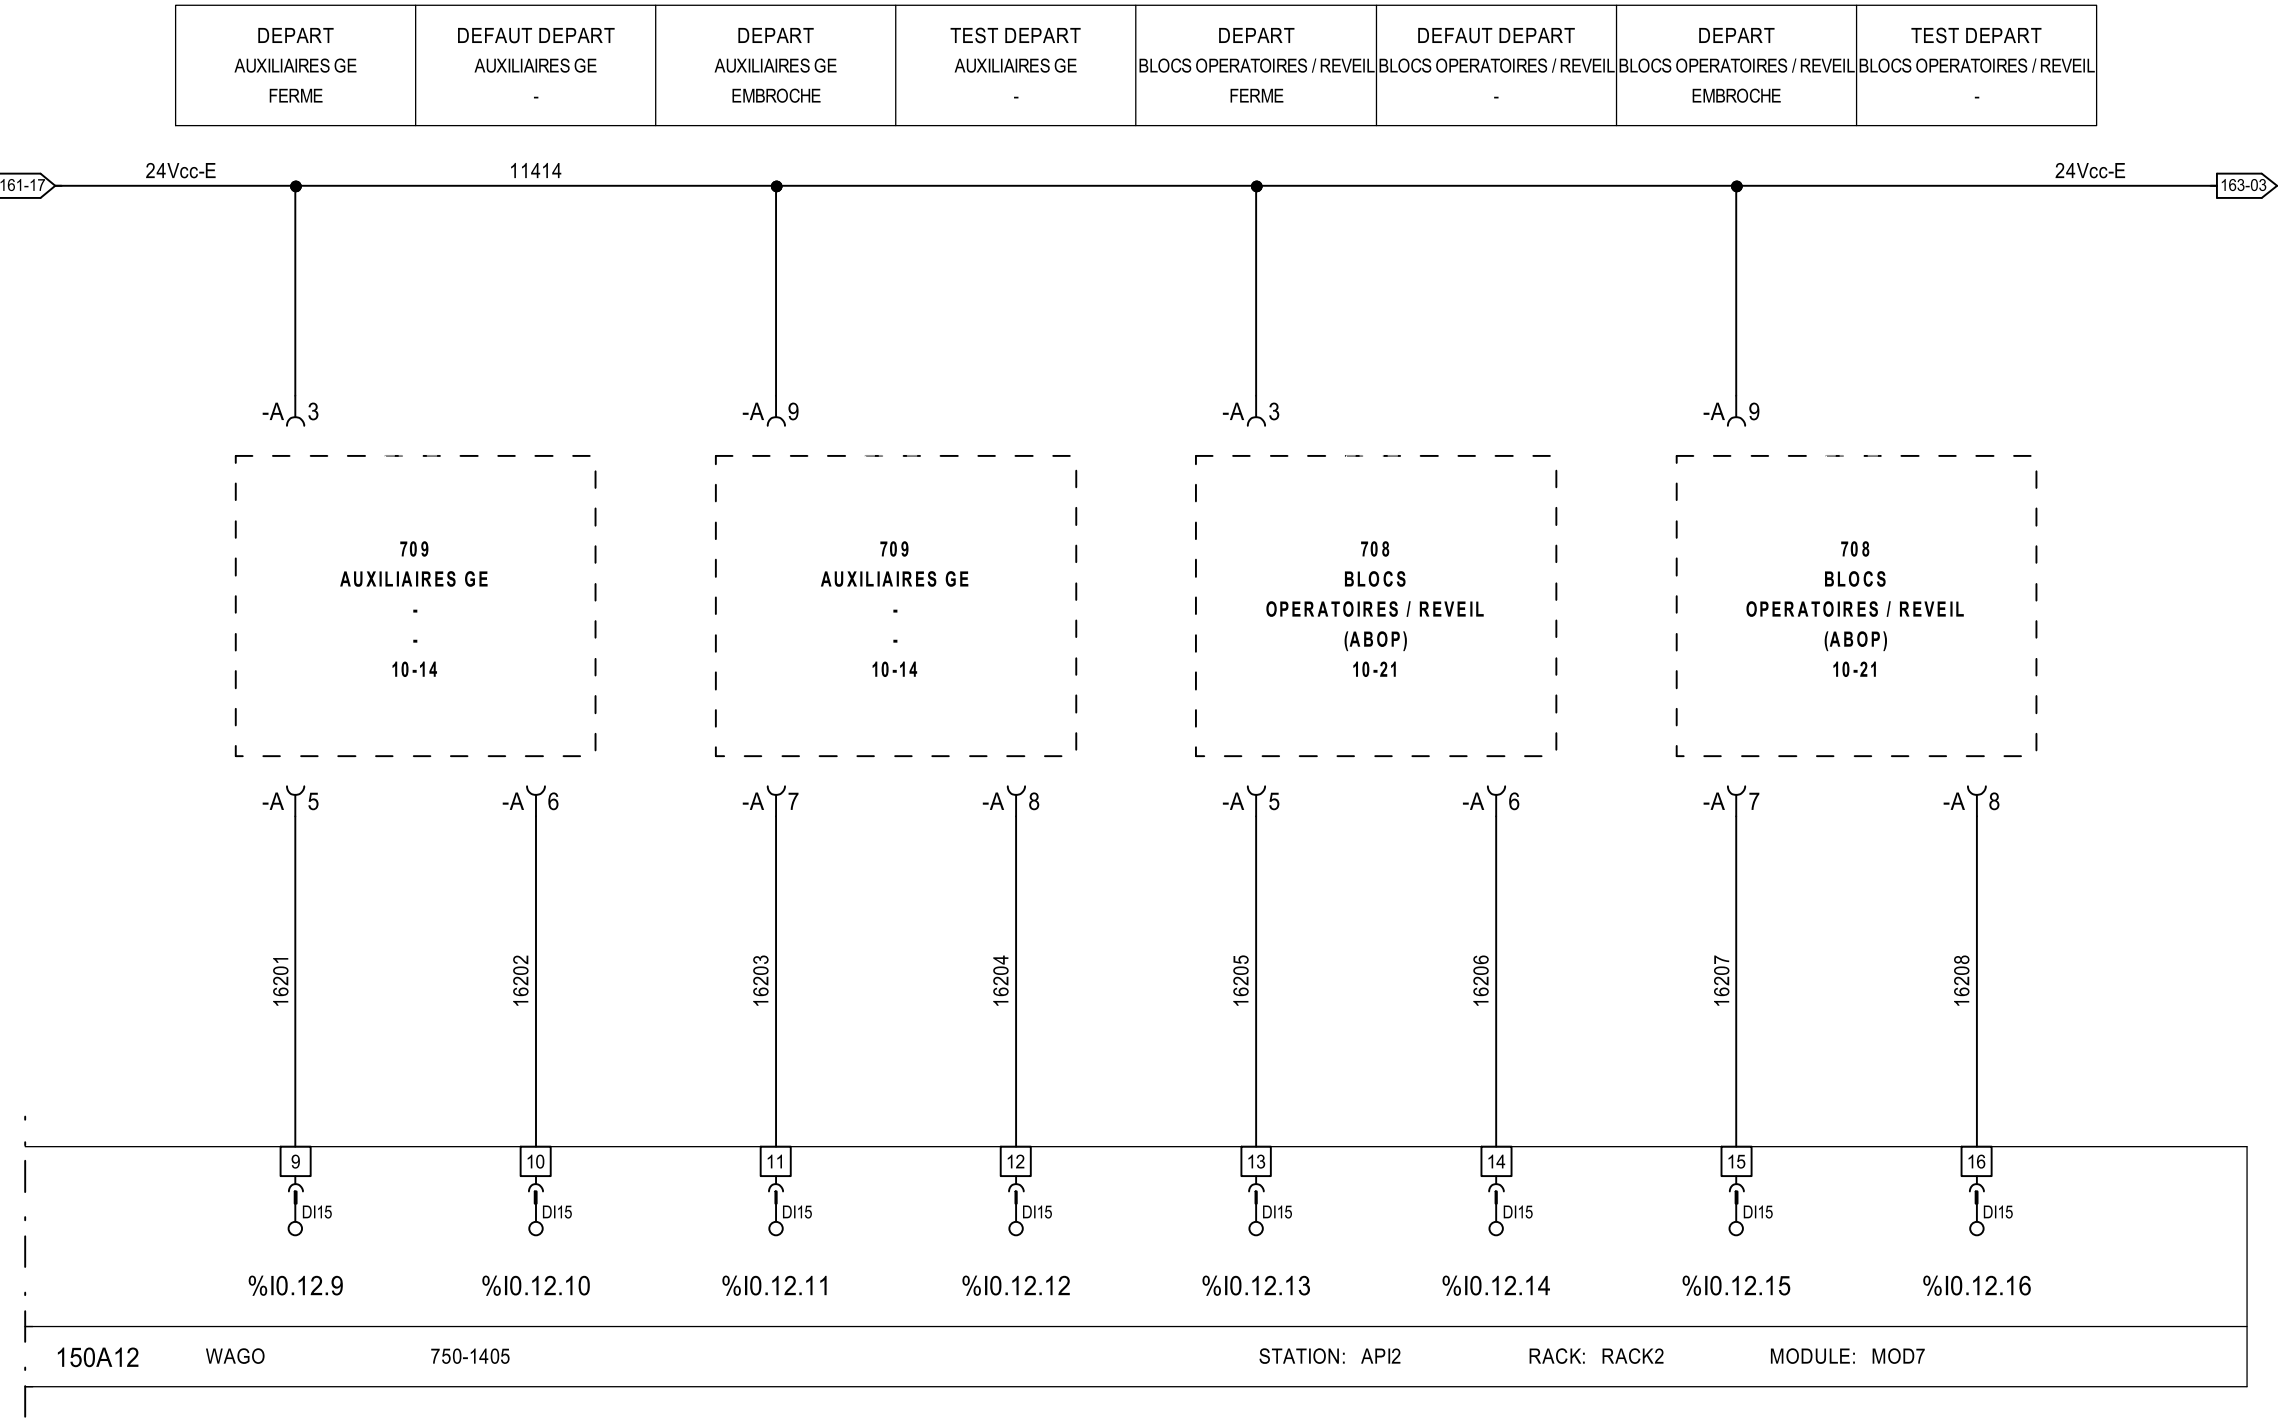 DEPART
AUXILIAIRES GE
FERME
DEFAUT DEPART
AUXILIAIRES GE
-
DEPART
AUXILIAIRES GE
EMBROCHE
TEST DEPART
AUXILIAIRES GE
-
DEPART
BLOCS OPERATOIRES / REVEIL
FERME
DEFAUT DEPART
BLOCS OPERATOIRES / REVEIL
-
DEPART
BLOCS OPERATOIRES / REVEIL
EMBROCHE
TEST DEPART
BLOCS OPERATOIRES / REVEIL
-
161-17
24Vcc-E
11414
24Vcc-E
163-03
-A 3
-A 9
-A 3
-A 9
709
AUXILIAIRES GE
-
-
10-14
709
AUXILIAIRES GE
-
-
10-14
708
BLOCS
OPERATOIRES / REVEIL
(ABOP)
10-21
708
BLOCS
OPERATOIRES / REVEIL
(ABOP)
10-21
-A 5
-A 6
-A 7
-A 8
-A 5
-A 6
-A 7
-A 8
16201
16202
16203
16204
16205
16206
16207
16208
9
10
11
12
13
14
15
16
DI15
DI15
DI15
DI15
DI15
DI15
DI15
DI15
%I0.12.9
%I0.12.10
%I0.12.11
%I0.12.12
%I0.12.13
%I0.12.14
%I0.12.15
%I0.12.16
150A12 WAGO 750-1405 STATION: API2 RACK: RACK2 MODULE: MOD7